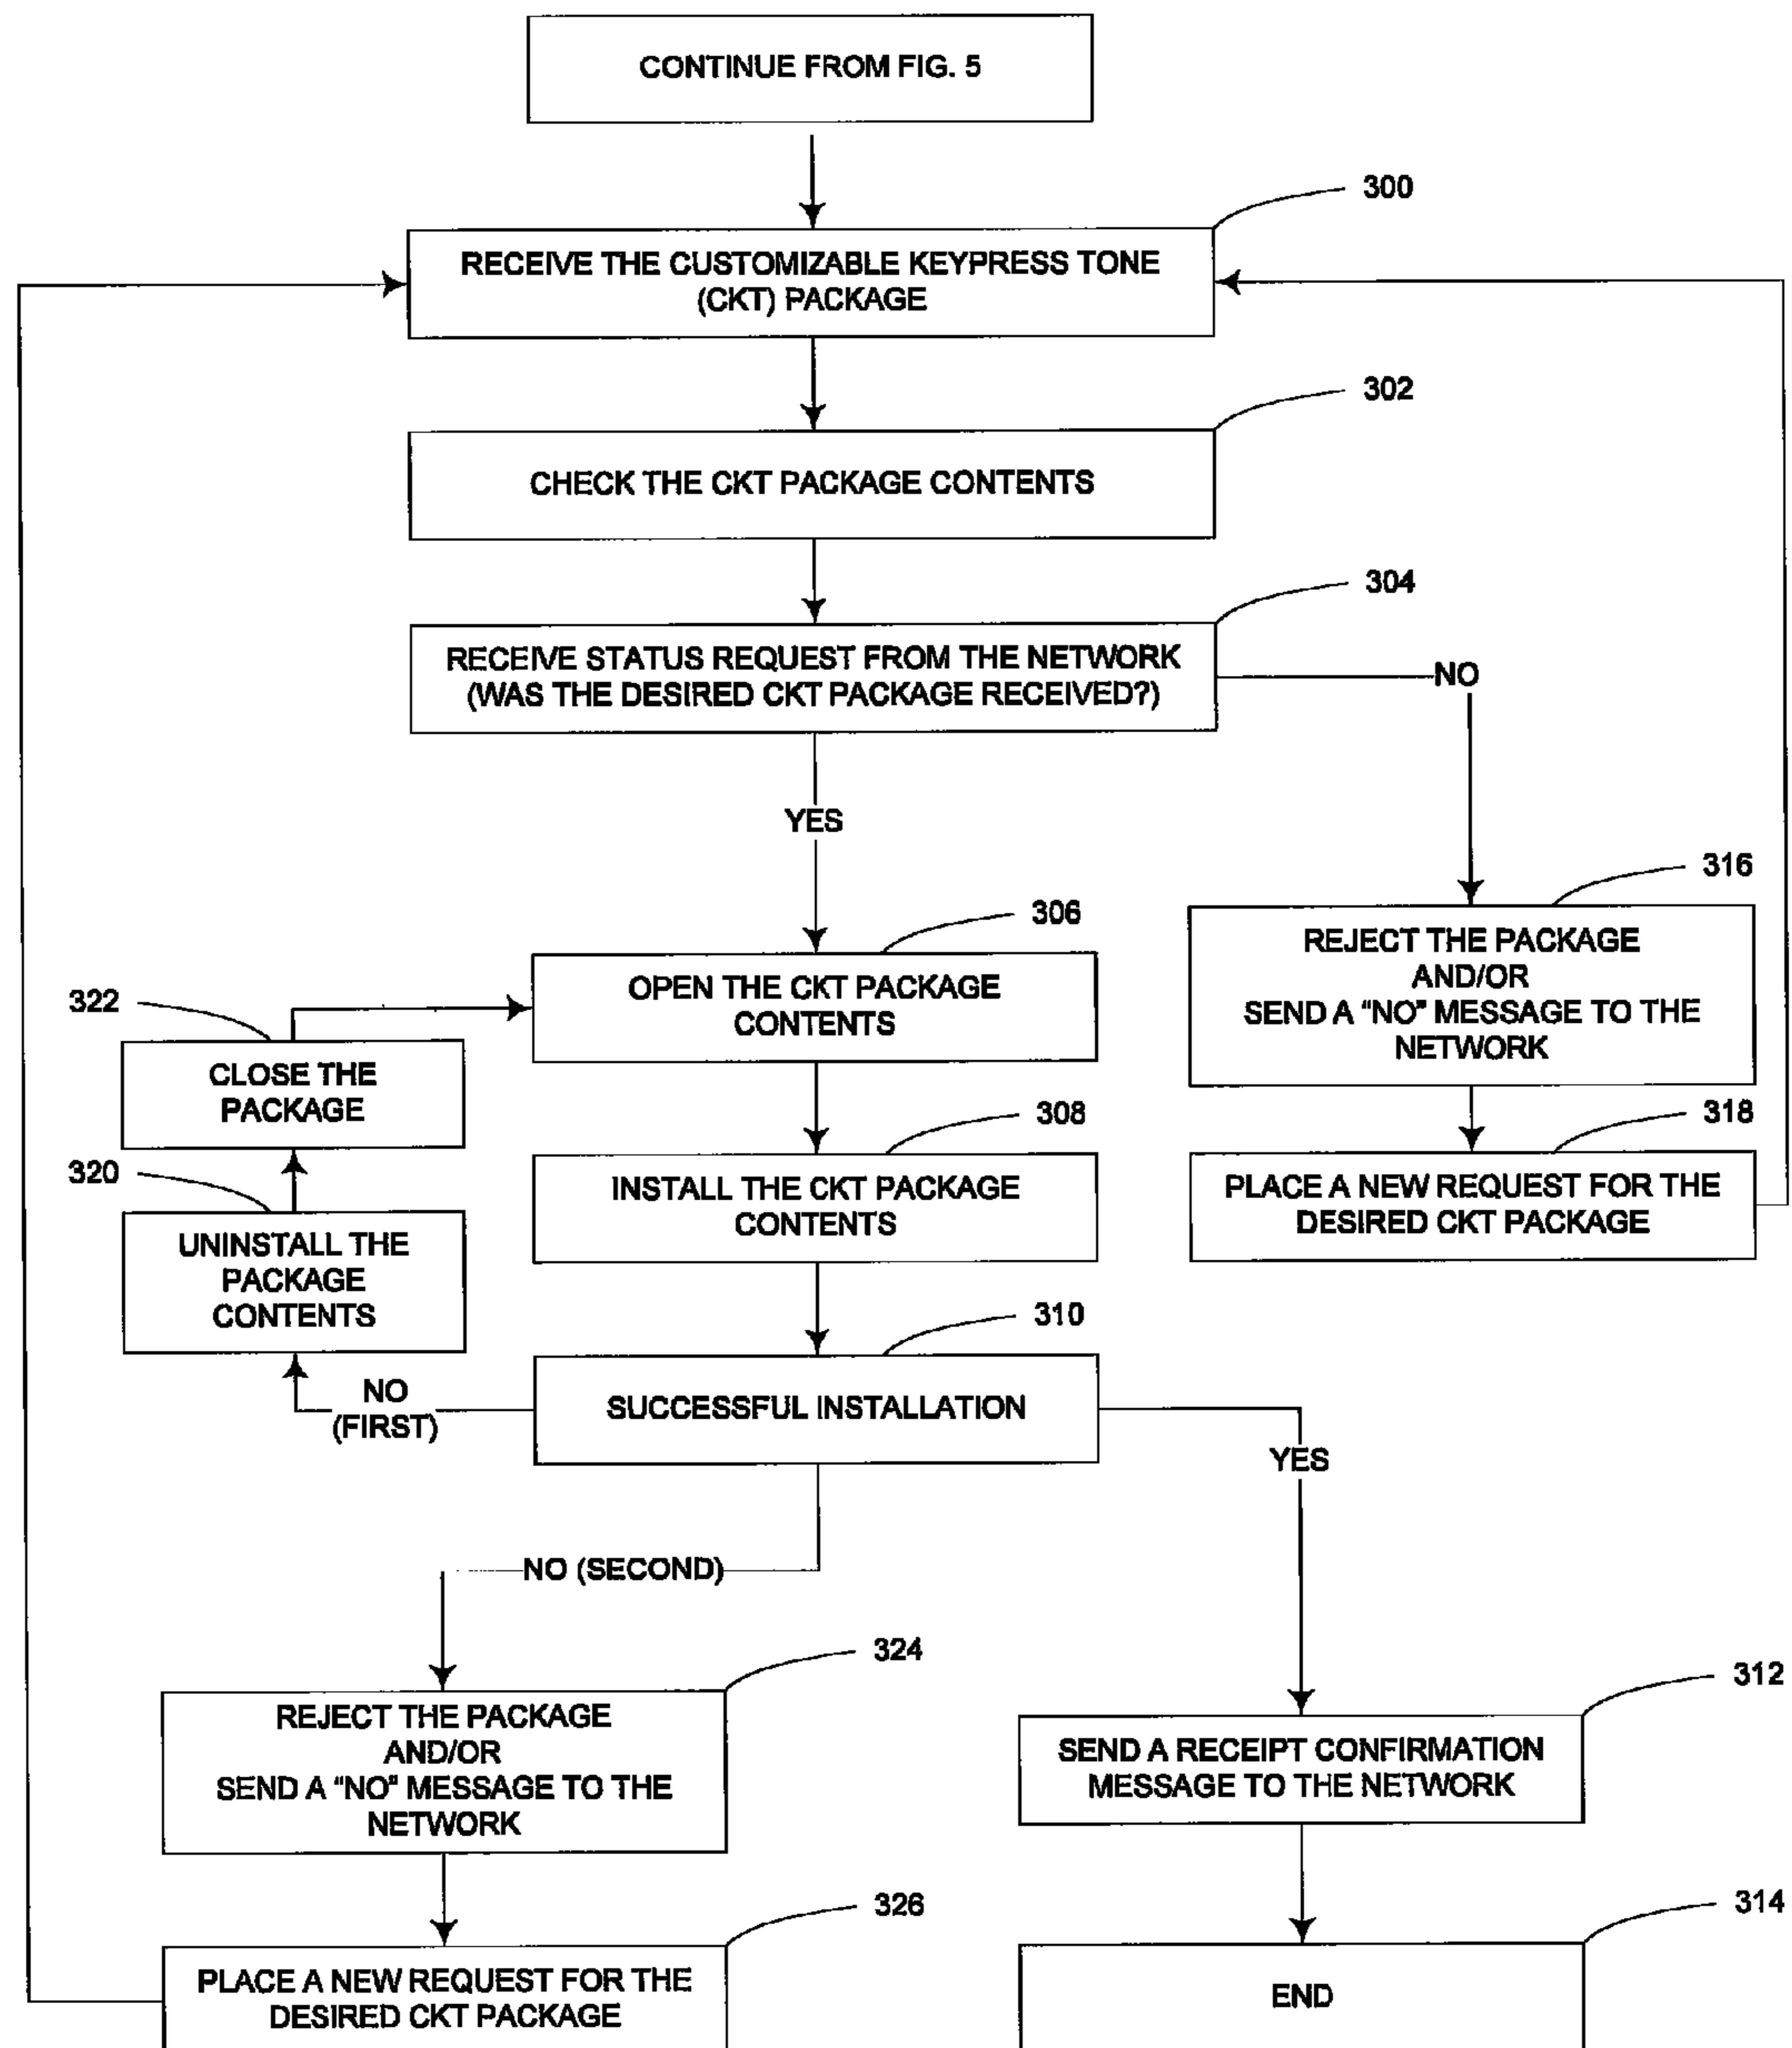 CONTINUE FROM FIG. 5
300
RECEIVE THE CUSTOMIZABLE KEYPRESS TONE
(CKT) PACKAGE
302
CHECK THE CKT PACKAGE CONTENTS
304
RECEIVE STATUS REQUEST FROM THE NETWORK
(WAS THE DESIRED CKT PACKAGE RECEIVED?)
NO
YES
316
REJECT THE PACKAGE
AND/OR
SEND A "NO" MESSAGE TO THE
NETWORK
306
OPEN THE CKT PACKAGE
CONTENTS
322
CLOSE THE
PACKAGE
308
INSTALL THE CKT PACKAGE
CONTENTS
318
PLACE A NEW REQUEST FOR THE
DESIRED CKT PACKAGE
320
UNINSTALL THE
PACKAGE
CONTENTS
310
SUCCESSFUL INSTALLATION
NO
(FIRST)
YES
NO (SECOND)
324
REJECT THE PACKAGE
AND/OR
SEND A "NO" MESSAGE TO THE
NETWORK
312
SEND A RECEIPT CONFIRMATION
MESSAGE TO THE NETWORK
326
PLACE A NEW REQUEST FOR THE
DESIRED CKT PACKAGE
314
END